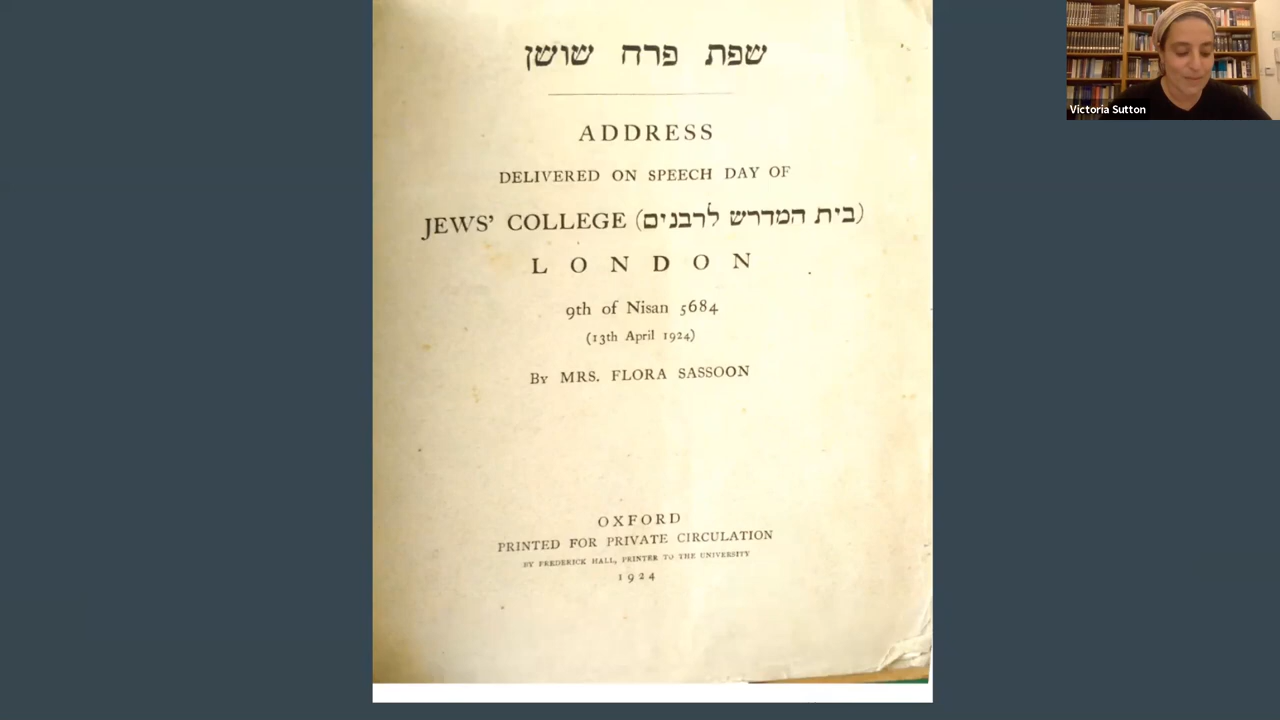 שפת פרח שושן
ADDRESS
DELIVERED ON SPEECH DAY OF
JEWS' COLLEGE (בית המדרש לרבנים)
LONDON
9th of Nisan 5684
(13th April 1924)
By MRS. FLORA SASSOON
OXFORD
PRINTED FOR PRIVATE CIRCULATION
BY FREDERICK HALL, PRINTER TO THE UNIVERSITY
1924
Victoria Sutton